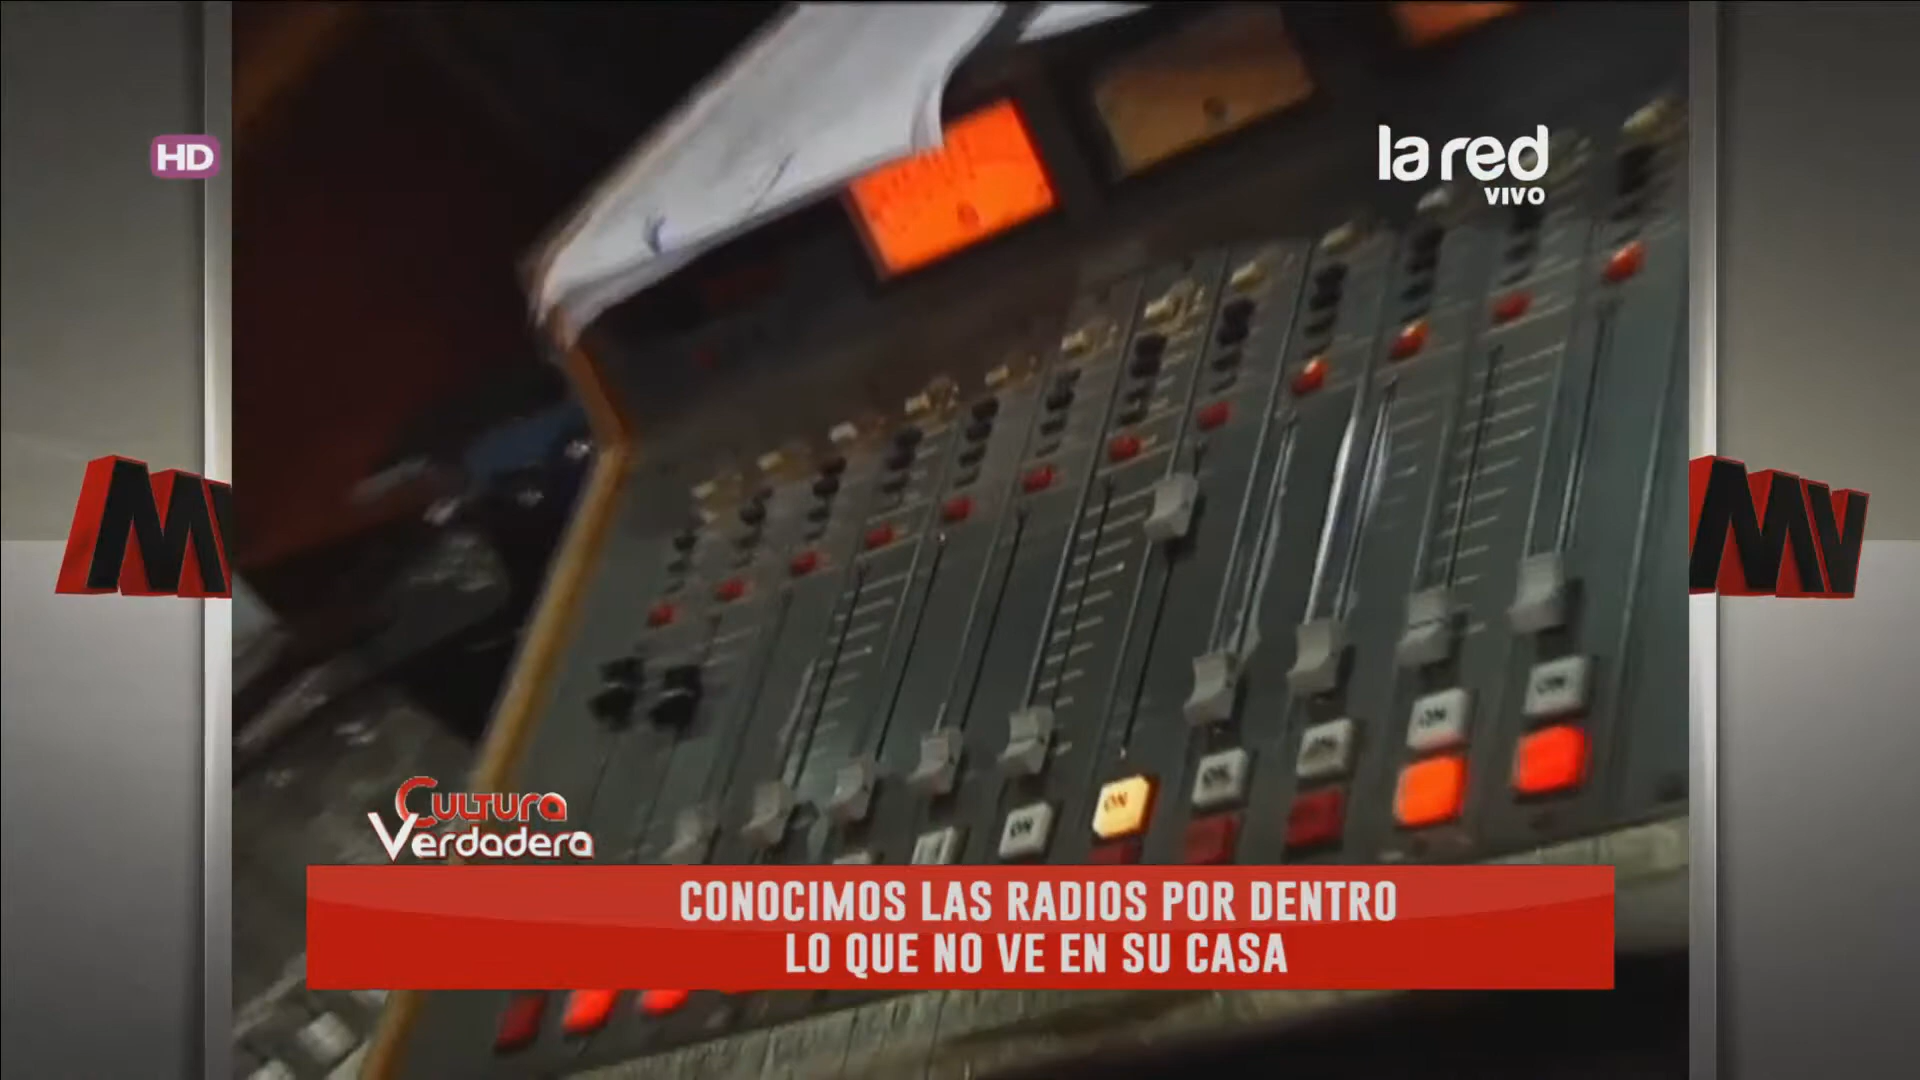 HD
la red
VIVO
MV
MV
ON
ON
ON
ON
ON
ON
Cultura
Verdadera
CONOCIMOS LAS RADIOS POR DENTRO
LO QUE NO VE EN SU CASA